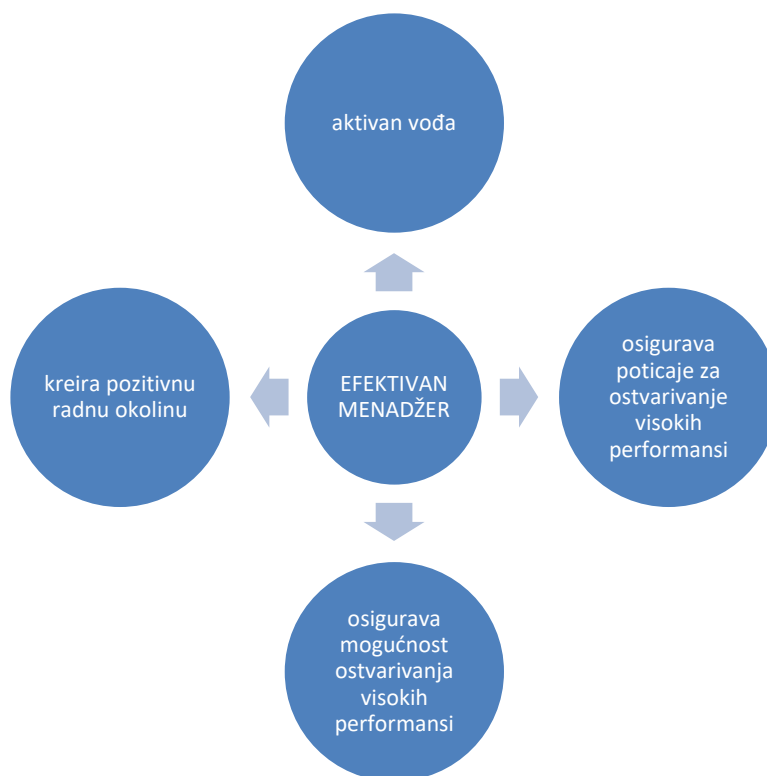 aktivan vođa
kreira pozitivnu
radnu okolinu
EFEKTIVAN
MENADŽER
osigurava
poticaje za
ostvarivanje
visokih
performansi
osigurava
mogućnost
ostvarivanja
visokih
performansi